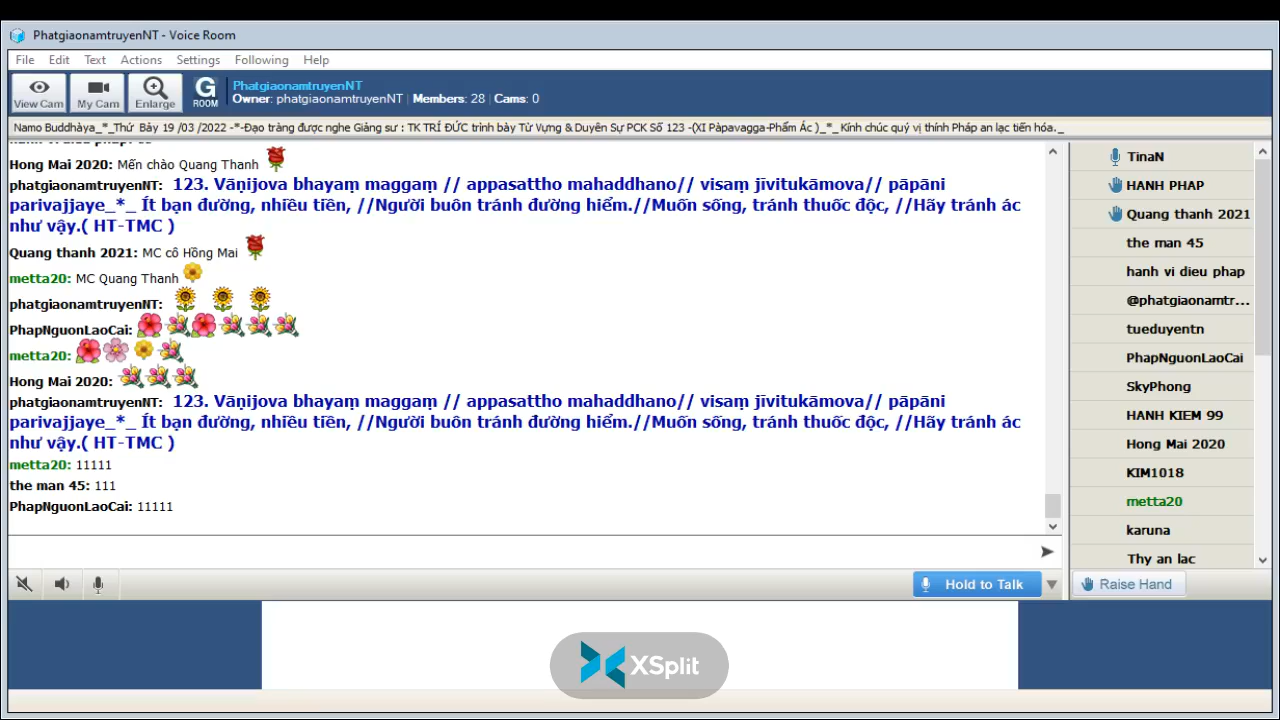 PhatgiaonamtruyenNT - Voice Room
File Edit Text Actions Settings Following Help
View Cam
My Cam
Enlarge
G
ROOM
PhatgiaonamtruyenNT
Owner: phatgiaonamtruyenNT | Members: 28 | Cams: 0
Namo Buddhàya_*_Thứ Bảy 19 /03 /2022 -*-Đạo tràng được nghe Giảng sư : TK TRÍ ĐỨC trình bày Từ Vựng & Duyên Sự PCK Số 123 -(XI Pàpavagga-Phẩm Ác )_*_ Kính chúc quý vị thính Pháp an lạc tiến hóa._
Hong Mai 2020: Mến chào Quang Thanh
phatgiaonamtruyenNT: 123. Vāṇijova bhayaṃ maggaṃ // appasattho mahaddhano// visaṃ jīvitukāmova// pāpāni
parivajjaye_*_ Ít bạn đường, nhiều tiền, //Người buôn tránh đường hiểm.//Muốn sống, tránh thuốc độc, //Hãy tránh ác
như vậy.( HT-TMC )
Quang thanh 2021: MC cô Hồng Mai
metta20: MC Quang Thanh
phatgiaonamtruyenNT:
PhapNguonLaoCai:
metta20:
Hong Mai 2020:
phatgiaonamtruyenNT: 123. Vāṇijova bhayaṃ maggaṃ // appasattho mahaddhano// visaṃ jīvitukāmova// pāpāni
parivajjaye_*_ Ít bạn đường, nhiều tiền, //Người buôn tránh đường hiểm.//Muốn sống, tránh thuốc độc, //Hãy tránh ác
như vậy.( HT-TMC )
metta20: 11111
the man 45: 111
PhapNguonLaoCai: 11111
Hold to Talk
TinaN
HANH PHAP
Quang thanh 2021
the man 45
hanh vi dieu phap
@phatgiaonamtr...
tueduyentn
PhapNguonLaoCai
SkyPhong
HANH KIEM 99
Hong Mai 2020
KIM1018
metta20
karuna
Thy an lac
Raise Hand
XSplit